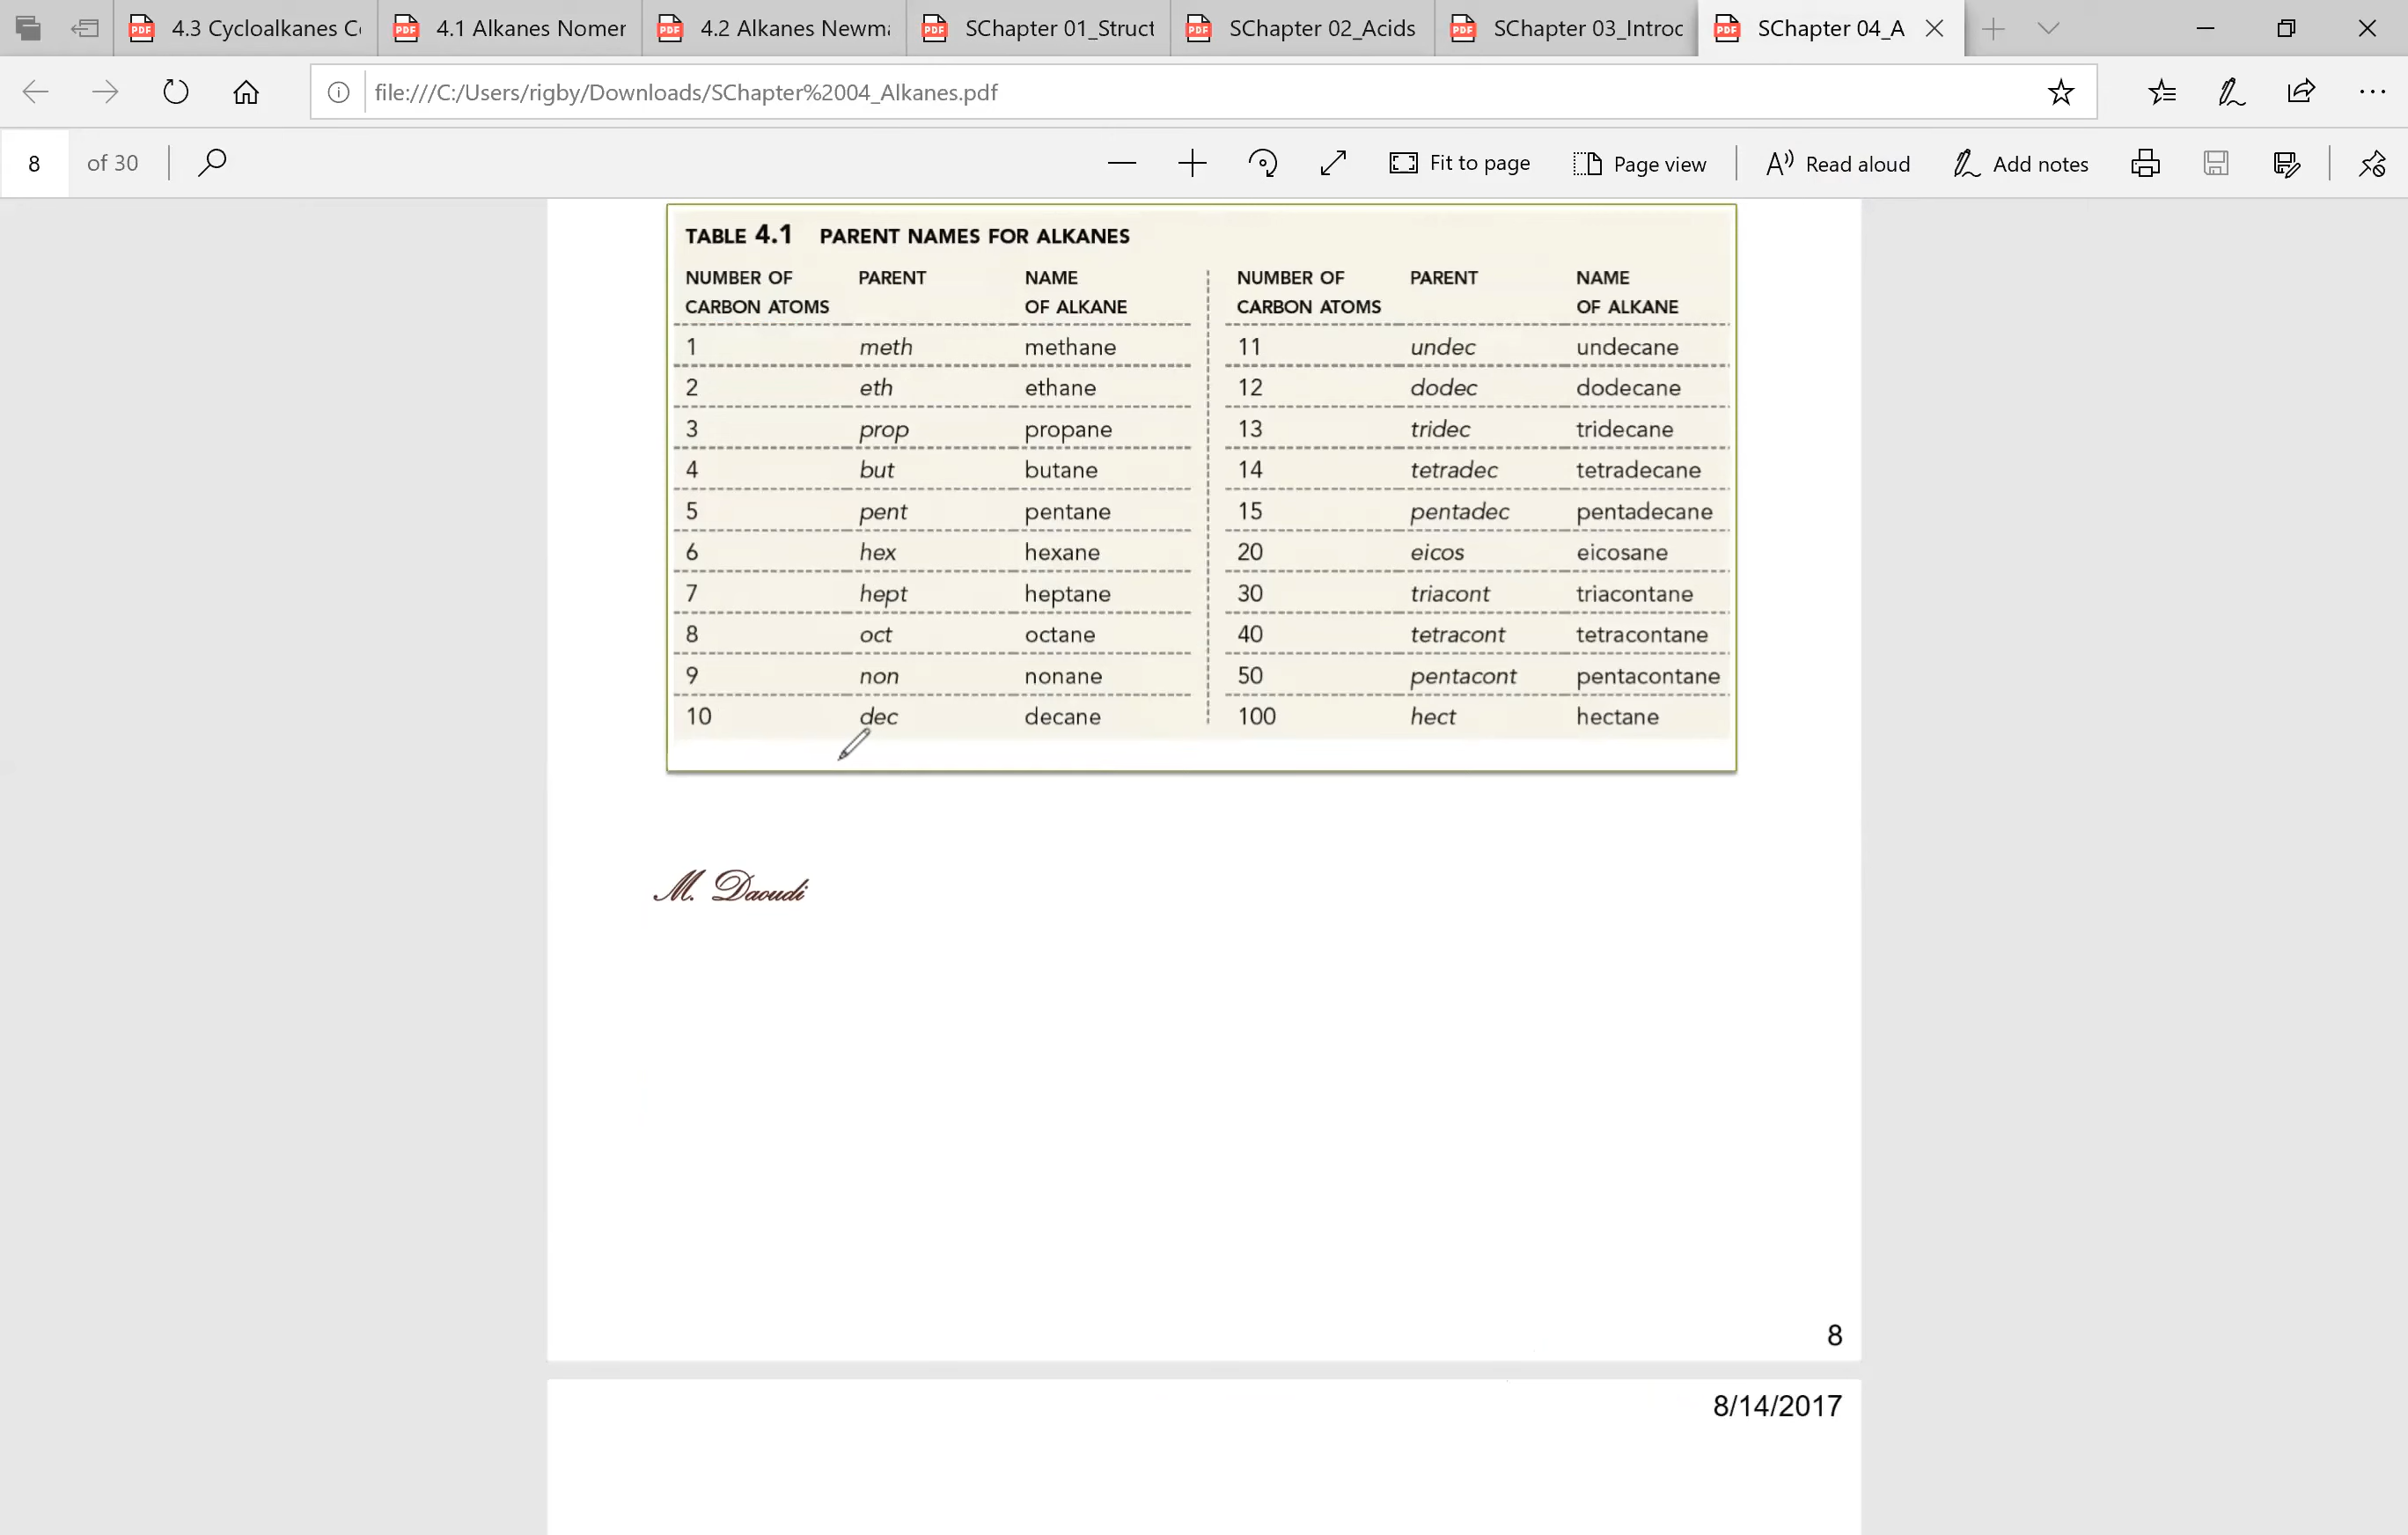 4.3 Cycloalkanes C
4.1 Alkanes Nomer
4.2 Alkanes Newm
SChapter 01_Struct
SChapter 02_Acids
SChapter 03_Introc
SChapter 04_A
file:///C:/Users/rigby/Downloads/SChapter%2004_Alkanes.pdf
8 of 30
Fit to page
Page view
Read aloud
Add notes
TABLE 4.1 PARENT NAMES FOR ALKANES
NUMBER OF CARBON ATOMS PARENT NAME OF ALKANE NUMBER OF CARBON ATOMS PARENT NAME OF ALKANE
1 meth methane 11 undec undecane
2 eth ethane 12 dodec dodecane
3 prop propane 13 tridec tridecane
4 but butane 14 tetradec tetradecane
5 pent pentane 15 pentadec pentadecane
6 hex hexane 20 eicos eicosane
7 hept heptane 30 triacont triacontane
8 oct octane 40 tetracont tetracontane
9 non nonane 50 pentacont pentacontane
10 dec decane 100 hect hectane
M. Daoudi
8
8/14/2017